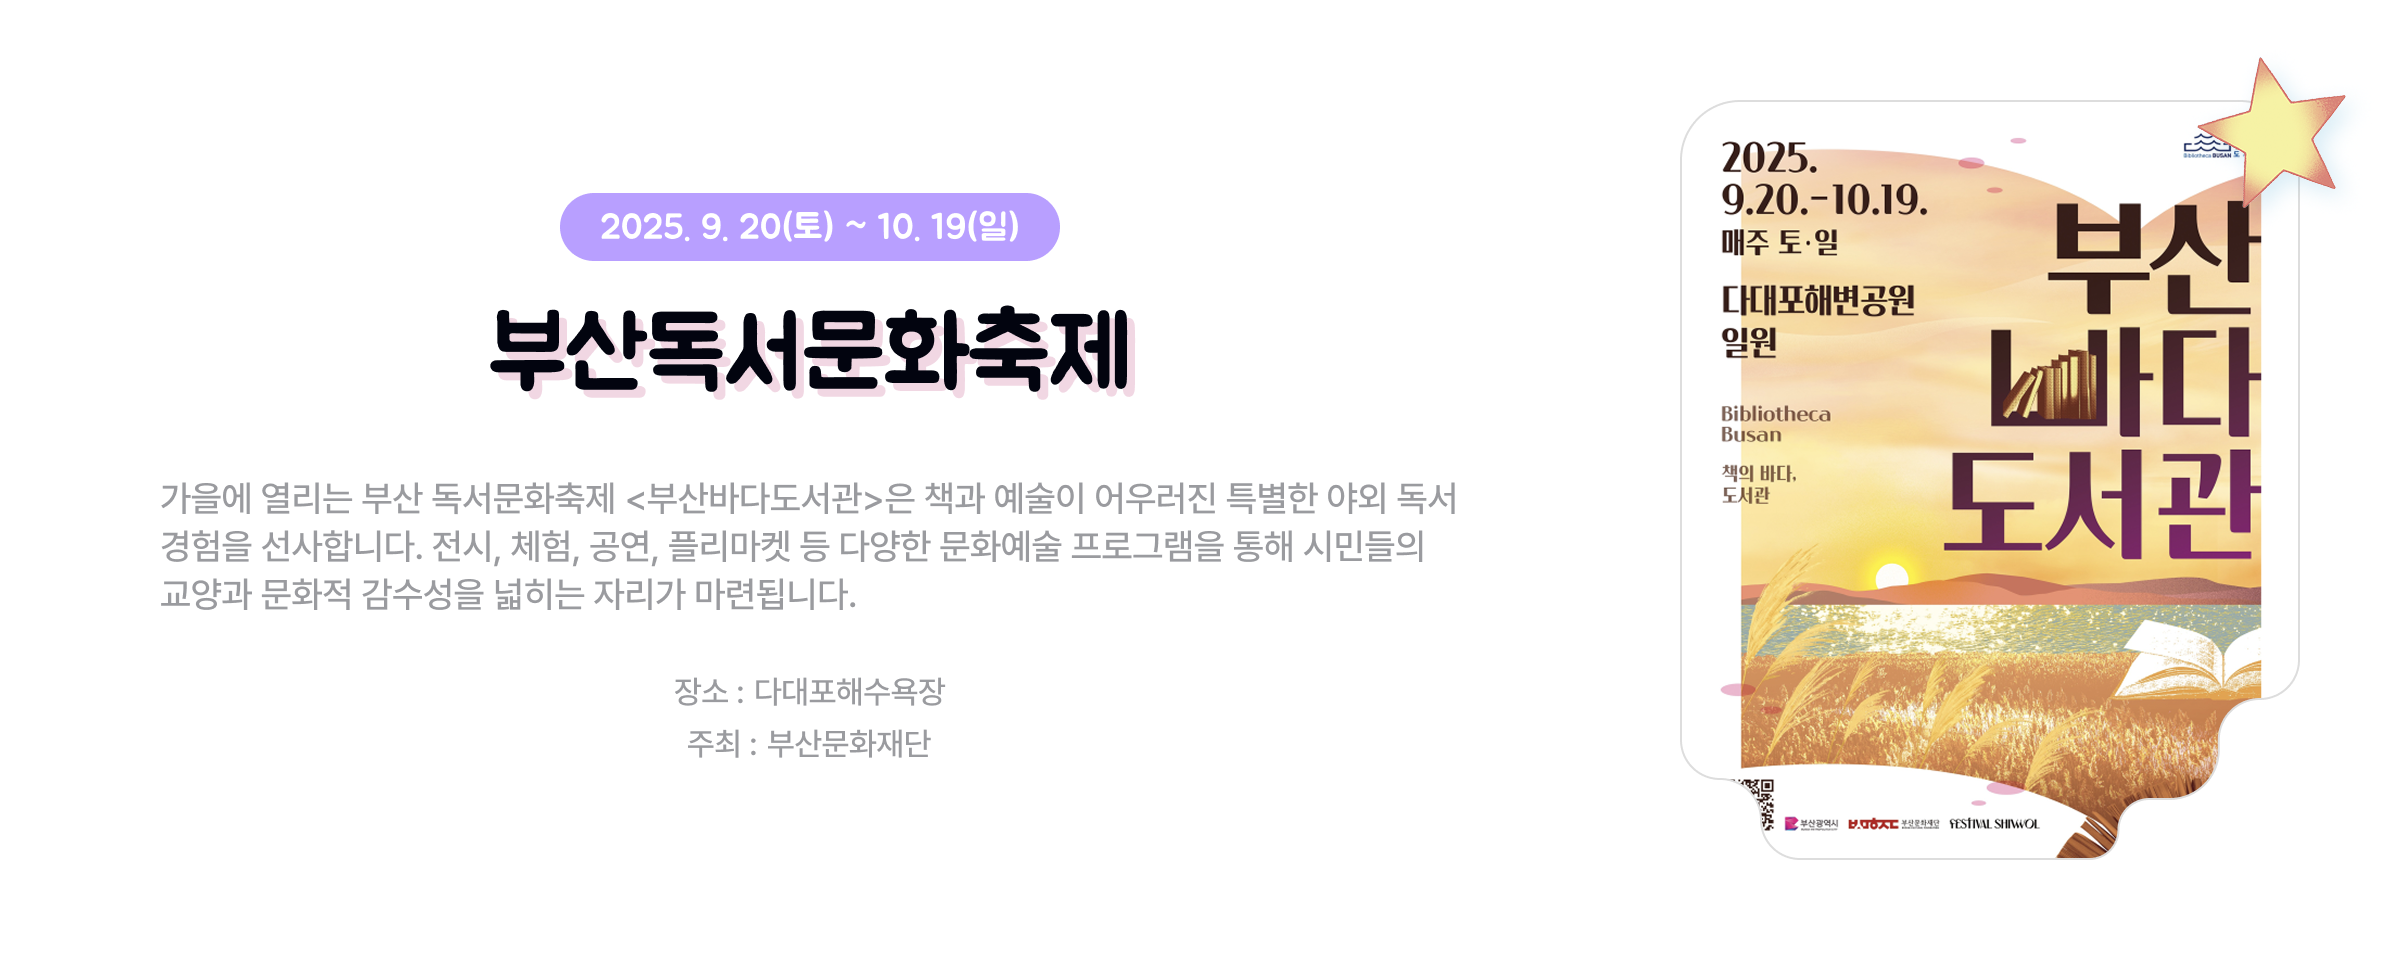 2025. 9. 20(토) ~ 10. 19(일)
부산독서문화축제
가을에 열리는 부산 독서문화축제 <부산바다도서관>은 책과 예술이 어우러진 특별한 야외 독서
경험을 선사합니다. 전시, 체험, 공연, 플리마켓 등 다양한 문화예술 프로그램을 통해 시민들의
교양과 문화적 감수성을 넓히는 자리가 마련됩니다.
장소 : 다대포해수욕장
주최 : 부산문화재단
2025.
9.20.-10.19.
매주 토·일
다대포해변공원
일원
Bibliotheca
Busan
책의 바다,
도서관
Bibliotheca BUSAN 도
부산
바다
도서관
부산광역시
부산문화재단
FESTIVAL SHIWOL